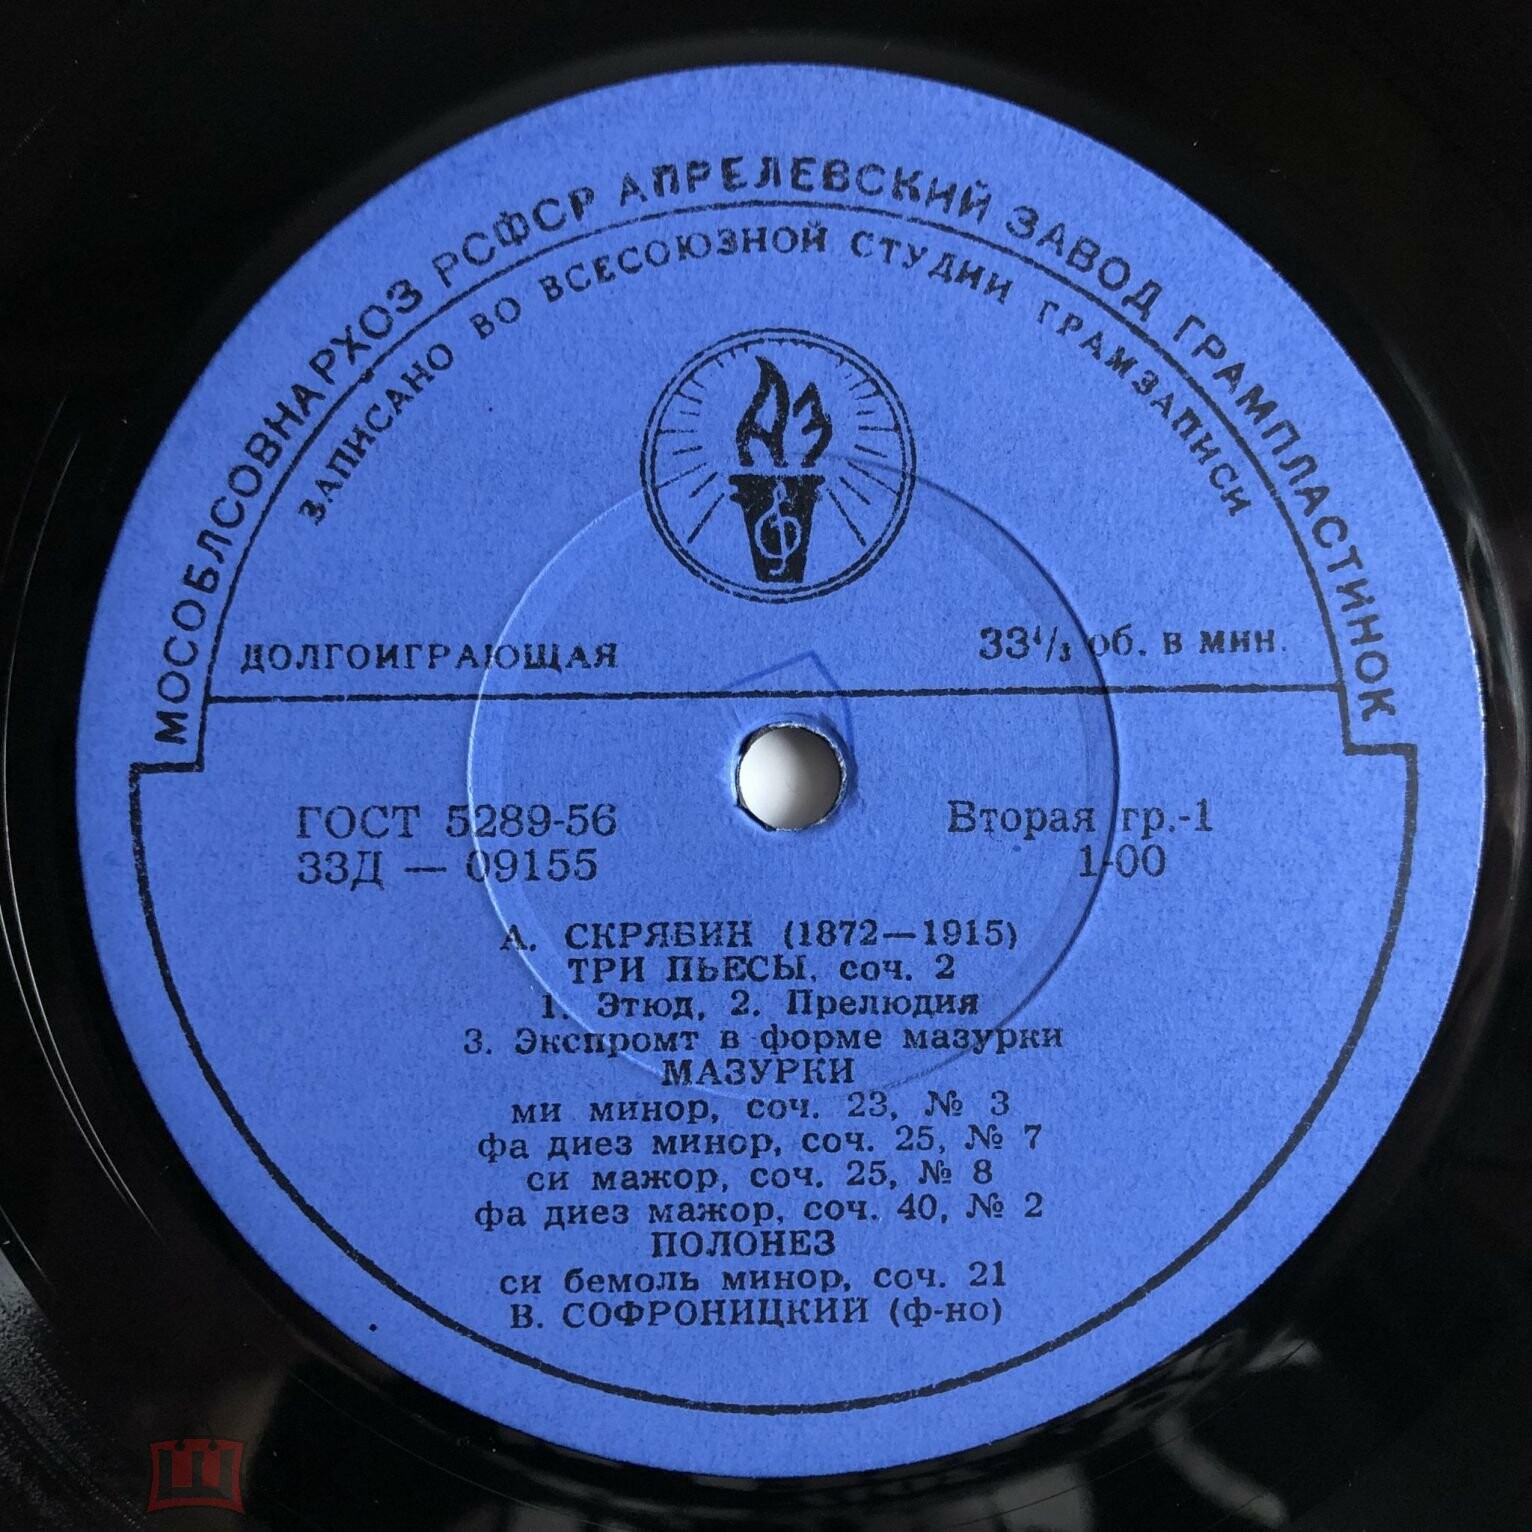 МОСОБЛСОВНАРХОЗ РСФСР АПРЕЛЕВСКИЙ ЗАВОД ГРАМПЛАСТИНОК
ЗАПИСАНО ВО ВСЕСОЮЗНОЙ СТУДИИ ГРАМЗАПИСИ
АЗ
ДОЛГОИГРАЮЩАЯ 33⅓ об. в мин.
ГОСТ 5289-56 Вторая гр.-1
33Д — 09155 1-00
А. СКРЯБИН (1872—1915)
ТРИ ПЬЕСЫ, соч. 2
1. Этюд, 2. Прелюдия
3. Экспромт в форме мазурки
МАЗУРКИ
ми минор, соч. 23, № 3
фа диез минор, соч. 25, № 7
си мажор, соч. 25, № 8
фа диез мажор, соч. 40, № 2
ПОЛОНЕЗ
си бемоль минор, соч. 21
В. СОФРОНИЦКИЙ (ф-но)